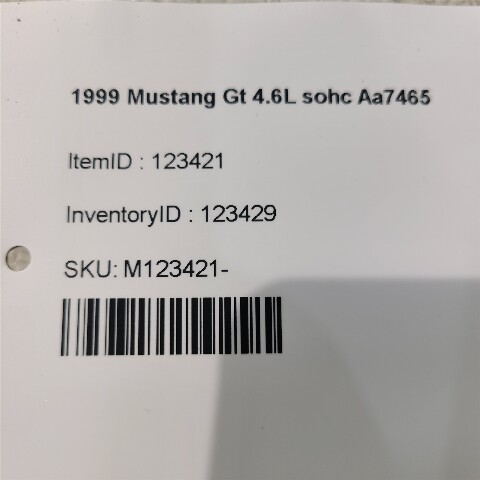 1999 Mustang Gt 4.6L sohc Aa7465
ItemID : 123421
InventoryID : 123429
SKU: M123421-